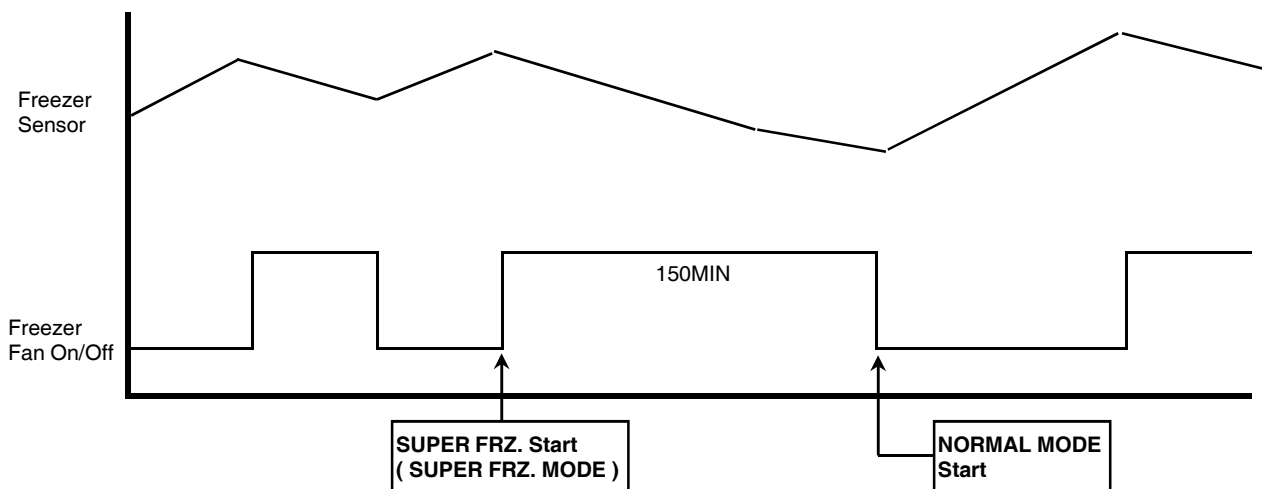 Freezer
Sensor
150MIN
Freezer
Fan On/Off
SUPER FRZ. Start
( SUPER FRZ. MODE )
NORMAL MODE
Start